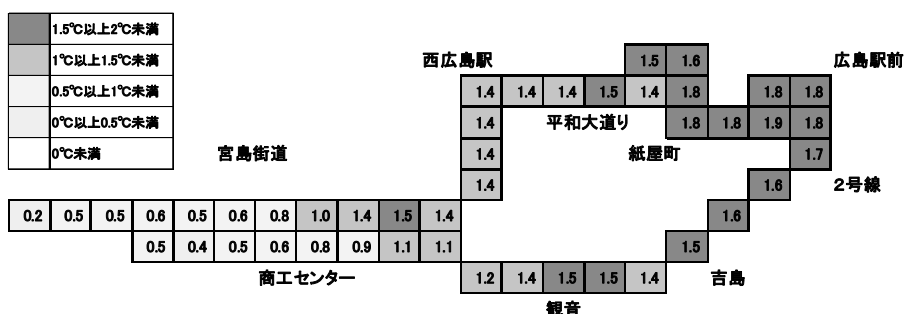 1.5℃以上2℃未満
1℃以上1.5℃未満
0.5℃以上1℃未満
0℃以上0.5℃未満
0℃未満
西広島駅
広島駅前
1.5 1.6
1.4 1.4 1.4 1.5 1.4 1.8 1.8 1.8
1.4 平和大道り 1.8 1.8 1.9 1.8
宮島街道 1.4 紙屋町 1.7
1.4 1.6 2号線
0.2 0.5 0.5 0.6 0.5 0.6 0.8 1.0 1.4 1.5 1.4 1.6
0.5 0.4 0.5 0.6 0.8 0.9 1.1 1.1 1.5
商工センター 1.2 1.4 1.5 1.5 1.4 吉島
観音